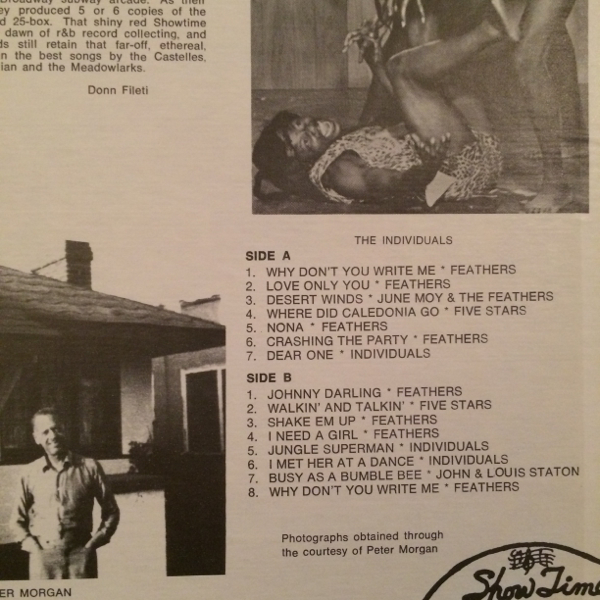 Broadway subway arcade. As their
ey produced 5 or 6 copies of the
d 25-box. That shiny red Showtime
dawn of r&b record collecting, and
ds still retain that far-off, ethereal,
n the best songs by the Castelles,
ian and the Meadowlarks.
Donn Fileti
THE INDIVIDUALS
SIDE A
1. WHY DON'T YOU WRITE ME * FEATHERS
2. LOVE ONLY YOU * FEATHERS
3. DESERT WINDS * JUNE MOY & THE FEATHERS
4. WHERE DID CALEDONIA GO * FIVE STARS
5. NONA * FEATHERS
6. CRASHING THE PARTY * FEATHERS
7. DEAR ONE * INDIVIDUALS
SIDE B
1. JOHNNY DARLING * FEATHERS
2. WALKIN' AND TALKIN' * FIVE STARS
3. SHAKE EM UP * FEATHERS
4. I NEED A GIRL * FEATHERS
5. JUNGLE SUPERMAN * INDIVIDUALS
6. I MET HER AT A DANCE * INDIVIDUALS
7. BUSY AS A BUMBLE BEE * JOHN & LOUIS STATON
8. WHY DON'T YOU WRITE ME * FEATHERS
Photographs obtained through
the courtesy of Peter Morgan
ER MORGAN
Show Time